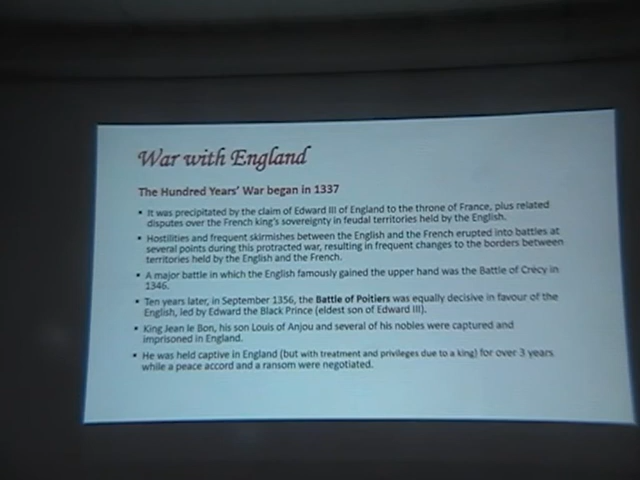 War with England
The Hundred Years' War began in 1337
• It was precipitated by the claim of Edward III of England to the throne of France, plus related
disputes over the French king's sovereignty in feudal territories held by the English.
• Hostilities and frequent skirmishes between the English and the French erupted into battles at
several points during this protracted war, resulting in frequent changes to the borders between
territories held by the English and the French.
• A major battle in which the English famously gained the upper hand was the Battle of Crécy in
1346.
• Ten years later, in September 1356, the Battle of Poitiers was equally decisive in favour of the
English, led by Edward the Black Prince (eldest son of Edward III).
• King Jean le Bon, his son Louis of Anjou and several of his nobles were captured and
imprisoned in England.
• He was held captive in England (but with treatment and privileges due to a king) for over 3 years
while a peace accord and a ransom were negotiated.